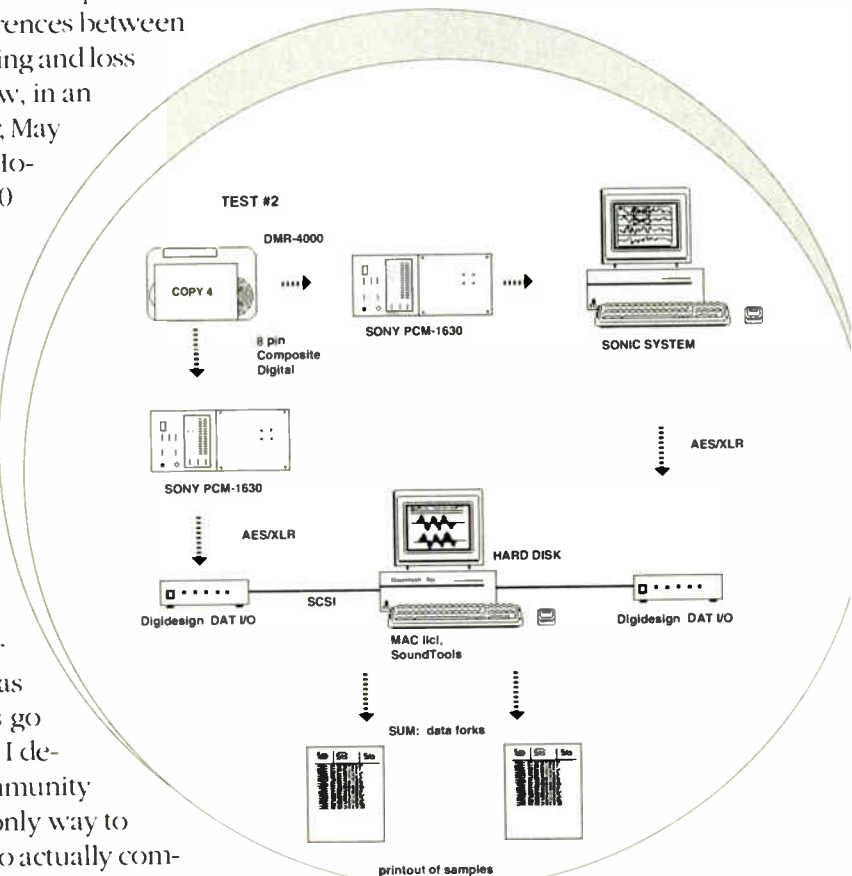 rences between
ing and loss
w, in an
May
0
TEST #2
DMR-4000
COPY 4
SONY PCM-1630
SONIC SYSTEM
8 pin
Composite
Digital
SONY PCM-1630
AES/XLR
AES/XLR
HARD DISK
SCSI
Digidesign DAT I/O
Digidesign DAT I/O
MAC IIcI,
SoundTools
SUM: data forks
printout of samples
as
go
I de-
nmunity
only way to
o actually com-